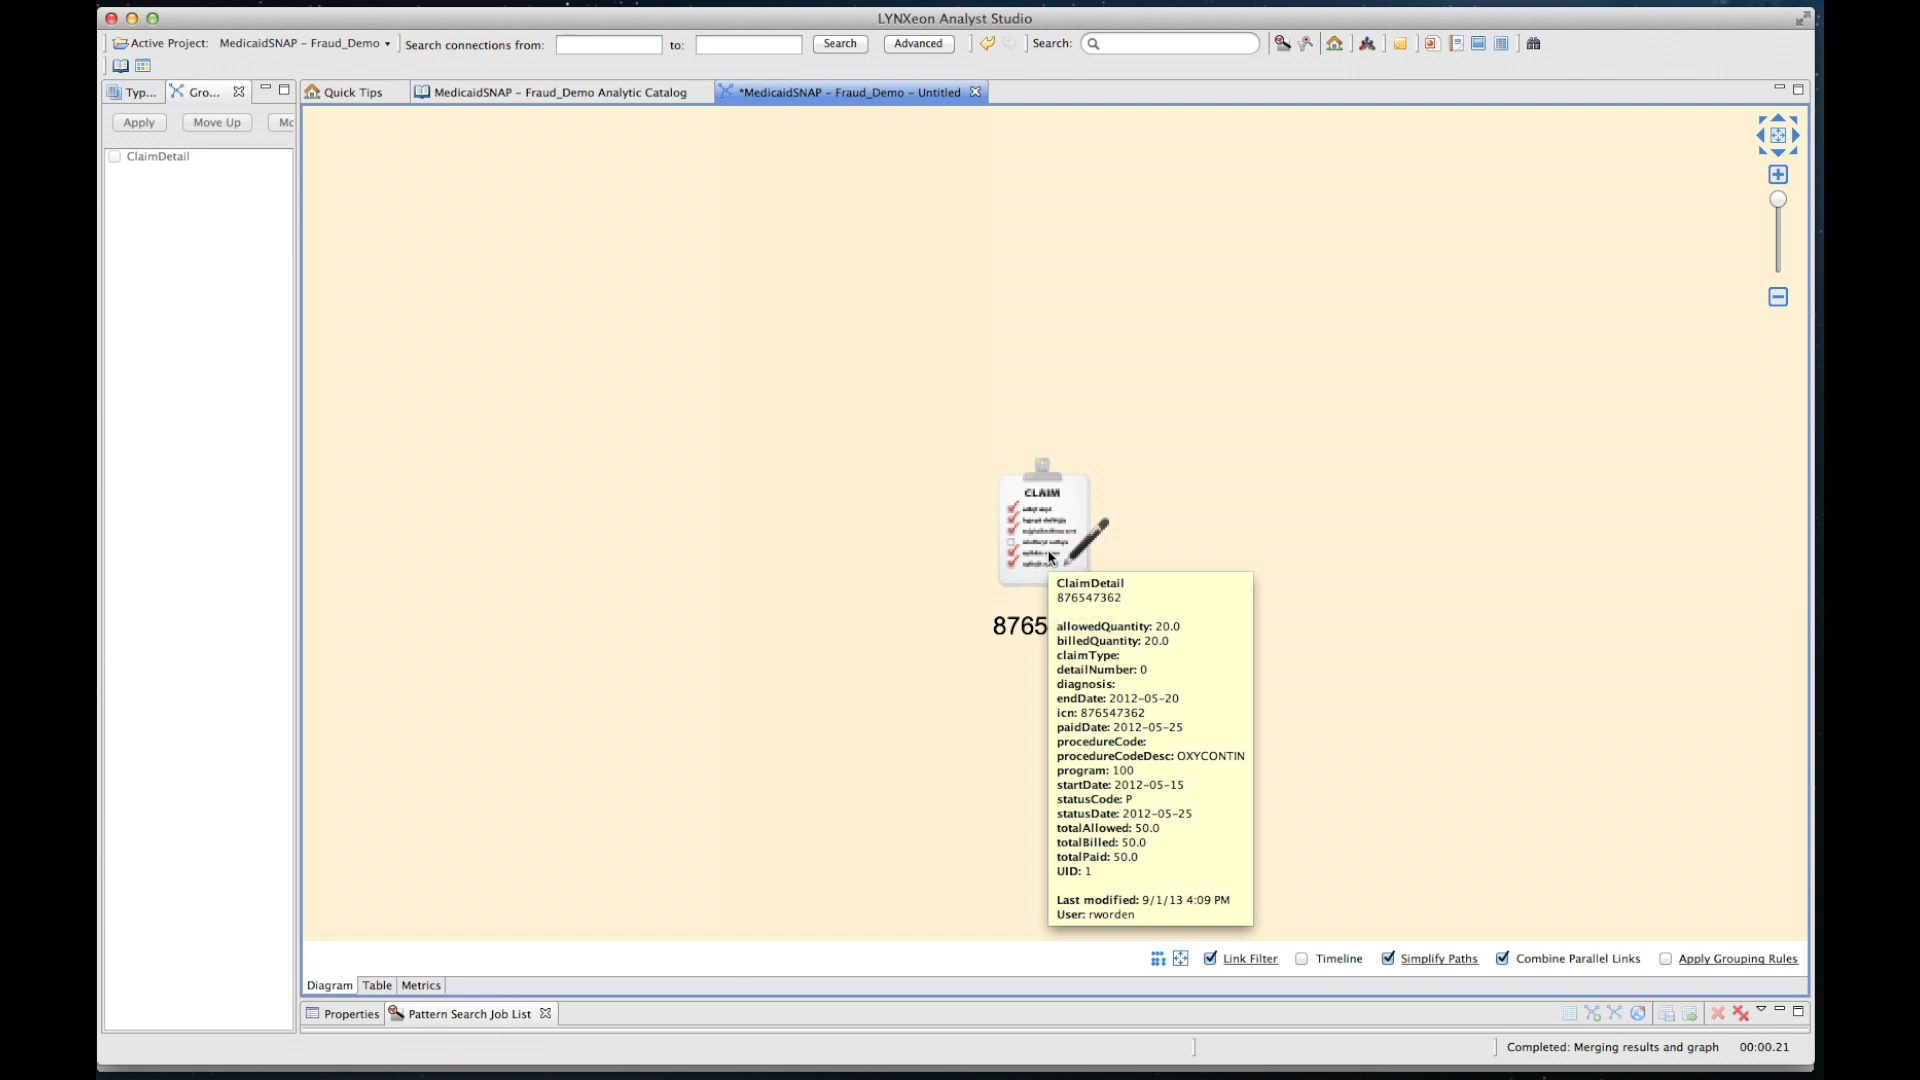 LYNXeon Analyst Studio
Active Project: MedicaidSNAP - Fraud_Demo Search connections from: to: Search Advanced Search:
Typ... Gro... Quick Tips MedicaidSNAP - Fraud_Demo Analytic Catalog *MedicaidSNAP - Fraud_Demo - Untitled
Apply Move Up Mo
ClaimDetail
CLAIM
8765
ClaimDetail
876547362
allowedQuantity: 20.0
billedQuantity: 20.0
claimType:
detailNumber: 0
diagnosis:
endDate: 2012-05-20
icn: 876547362
paidDate: 2012-05-25
procedureCode:
procedureCodeDesc: OXYCONTIN
program: 100
startDate: 2012-05-15
statusCode: P
statusDate: 2012-05-25
totalAllowed: 50.0
totalBilled: 50.0
totalPaid: 50.0
UID: 1
Last modified: 9/1/13 4:09 PM
User: rworden
Link Filter Timeline Simplify Paths Combine Parallel Links Apply Grouping Rules
Diagram Table Metrics
Properties Pattern Search Job List
Completed: Merging results and graph 00:00.21